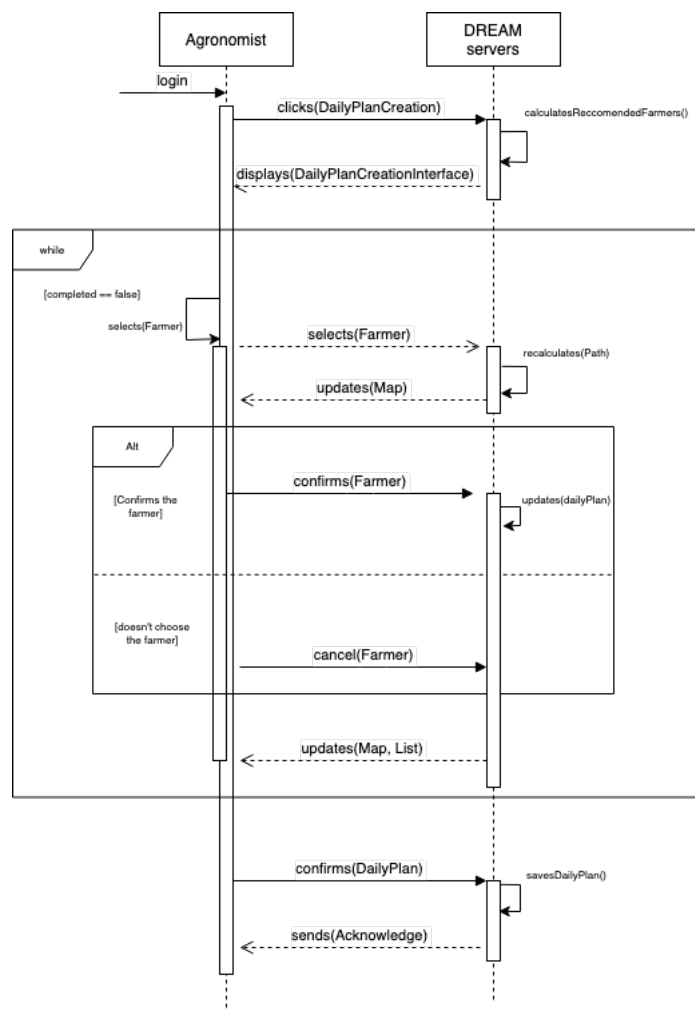 Agronomist
DREAM
servers
login
clicks(DailyPlanCreation)
calculatesReccomendedFarmers()
displays(DailyPlanCreationInterface)
while
[completed == false]
selects(Farmer)
selects(Farmer)
recalculates(Path)
updates(Map)
Alt
confirms(Farmer)
[Confirms the
farmer]
updates(dailyPlan)
[doesn't choose
the farmer]
cancel(Farmer)
updates(Map, List)
confirms(DailyPlan)
savesDailyPlan()
sends(Acknowledge)